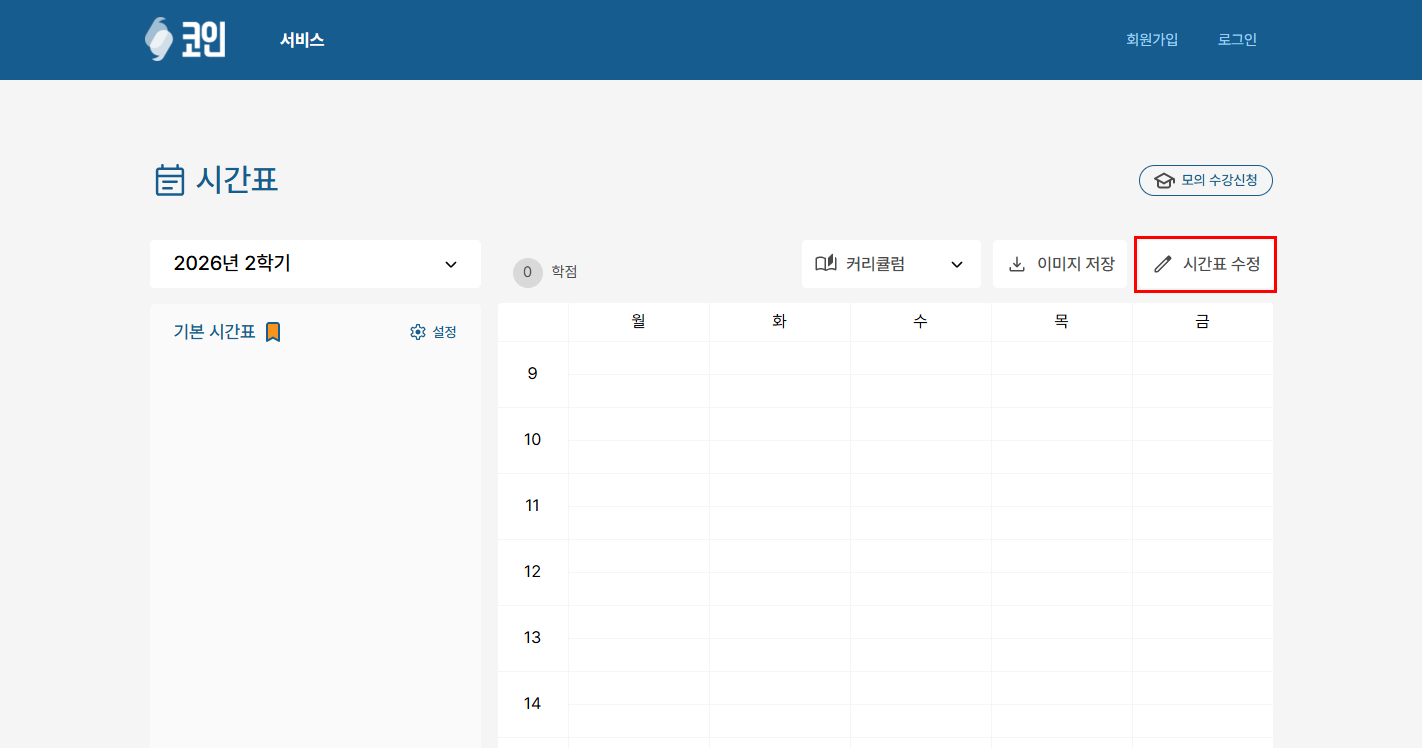 코인
서비스
회원가입
로그인
시간표
모의 수강신청
2026년 2학기
0 학점
커리큘럼
이미지 저장
시간표 수정
기본 시간표
설정
월 화 수 목 금
9
10
11
12
13
14